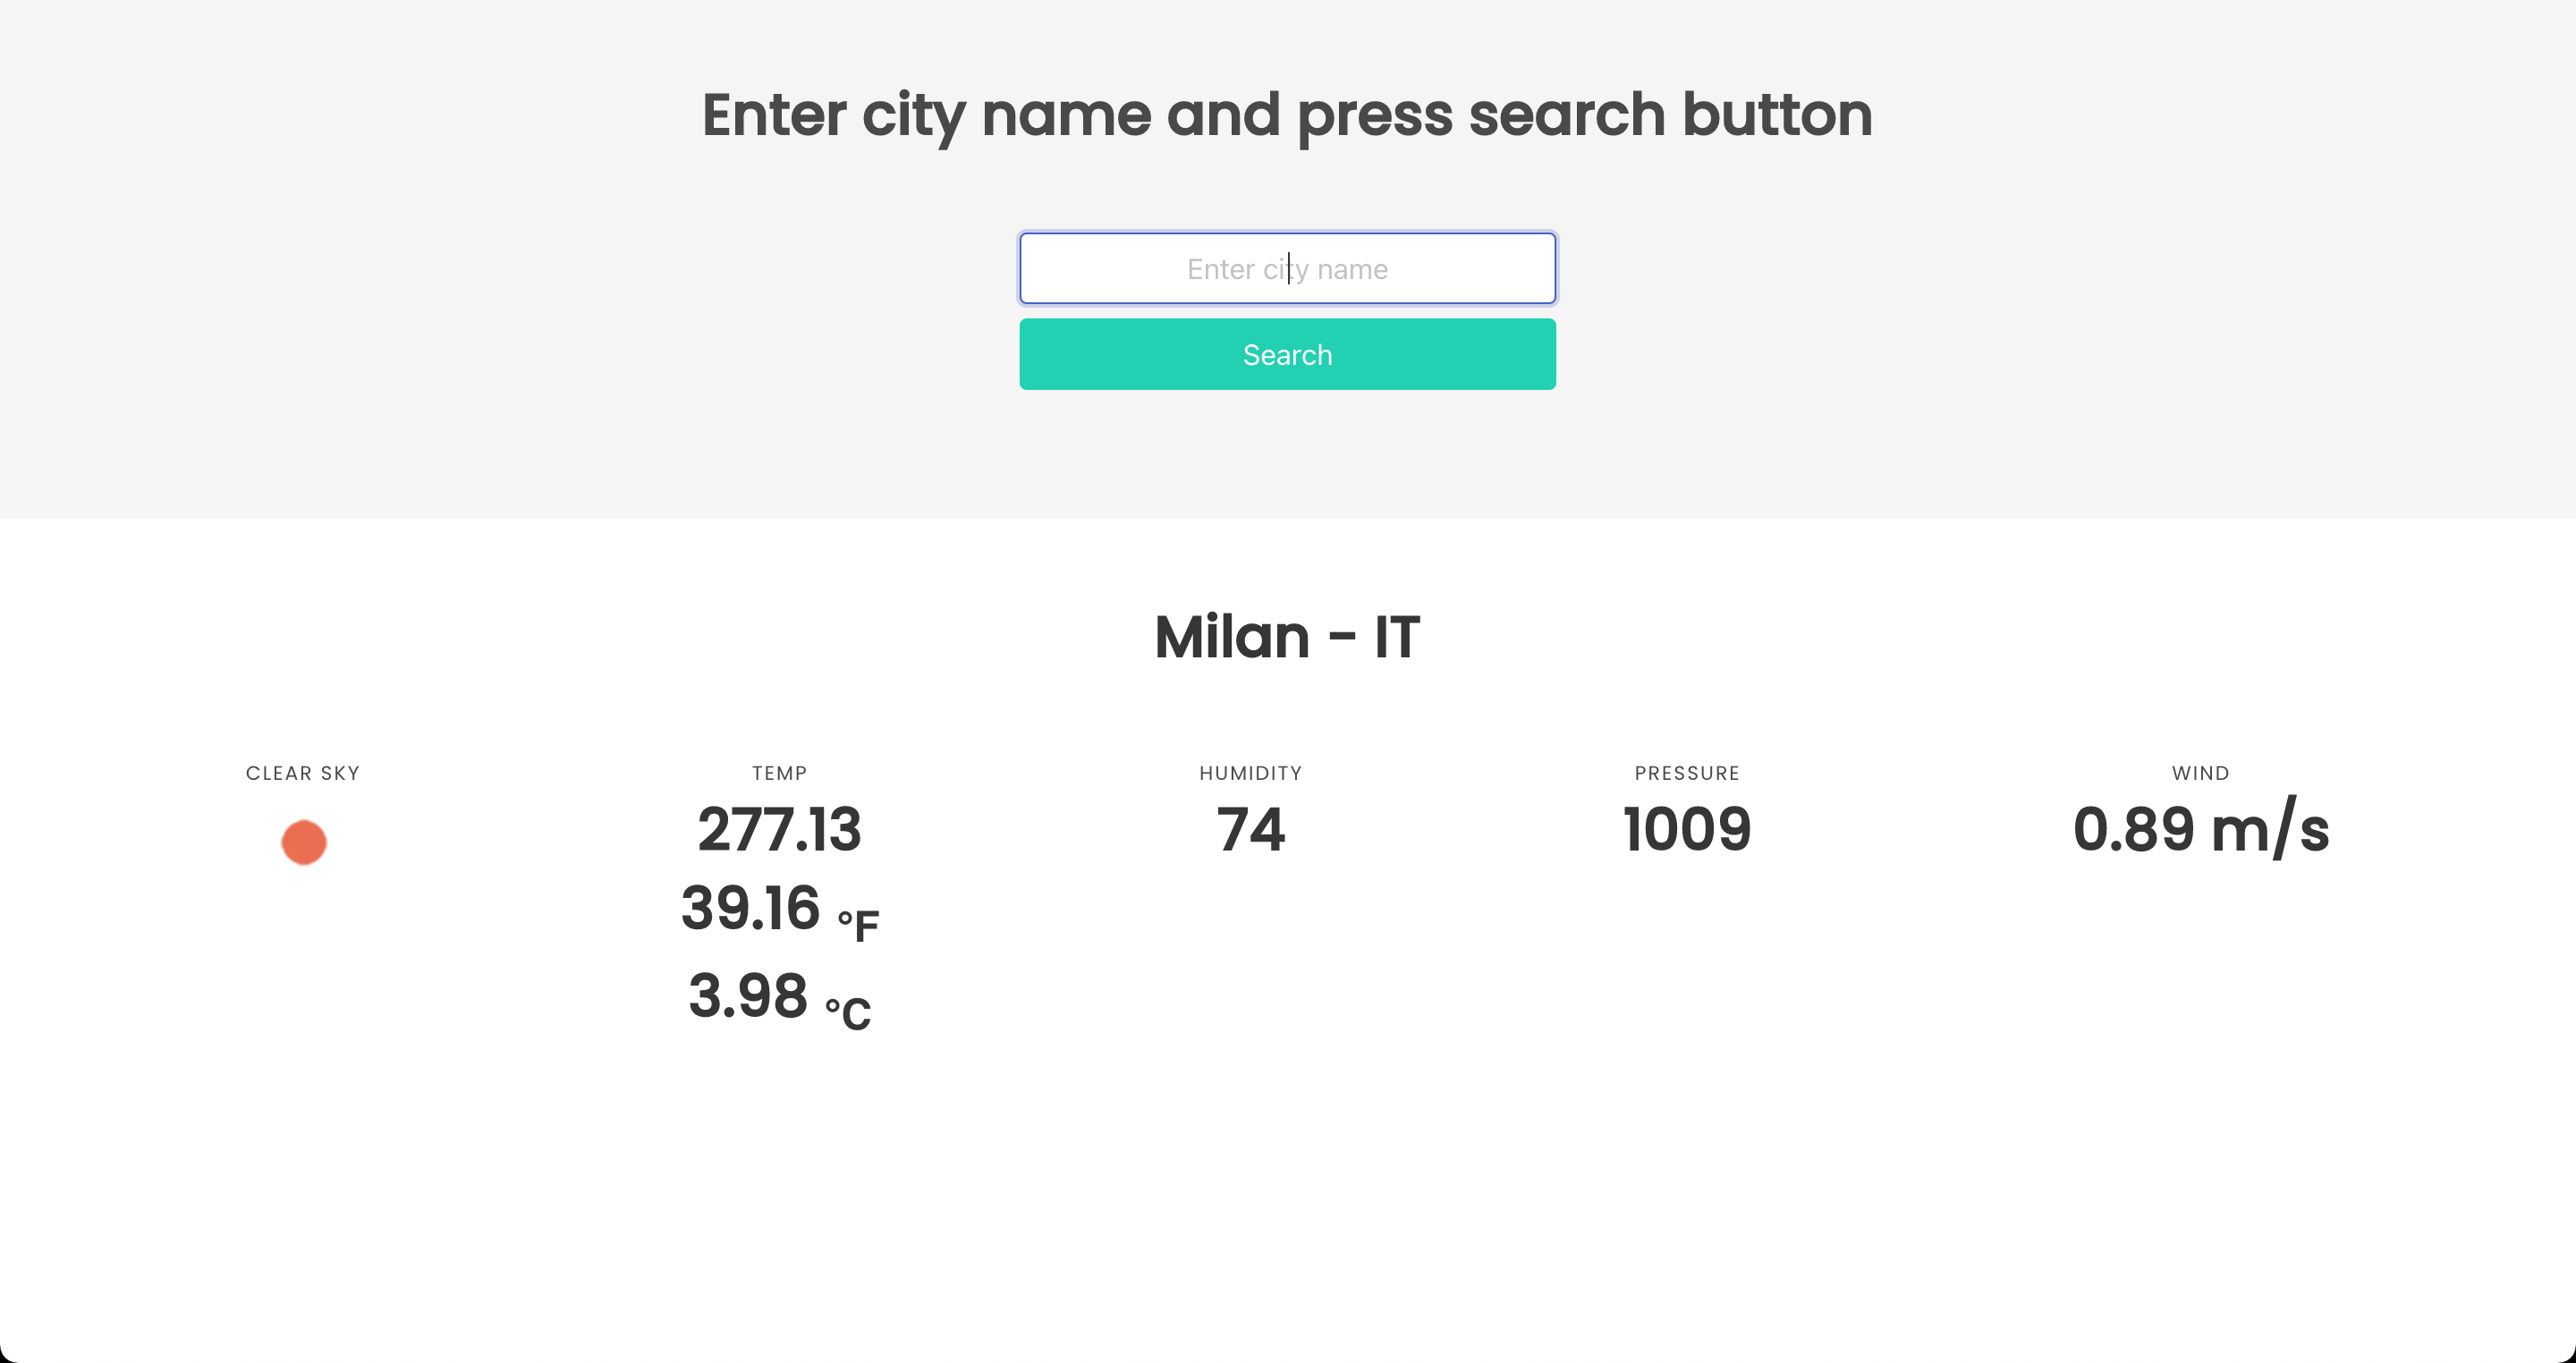 Enter city name and press search button
Enter city name
Search
Milan - IT
CLEAR SKY
TEMP
277.13
39.16 °F
3.98 °C
HUMIDITY
74
PRESSURE
1009
WIND
0.89 m/s